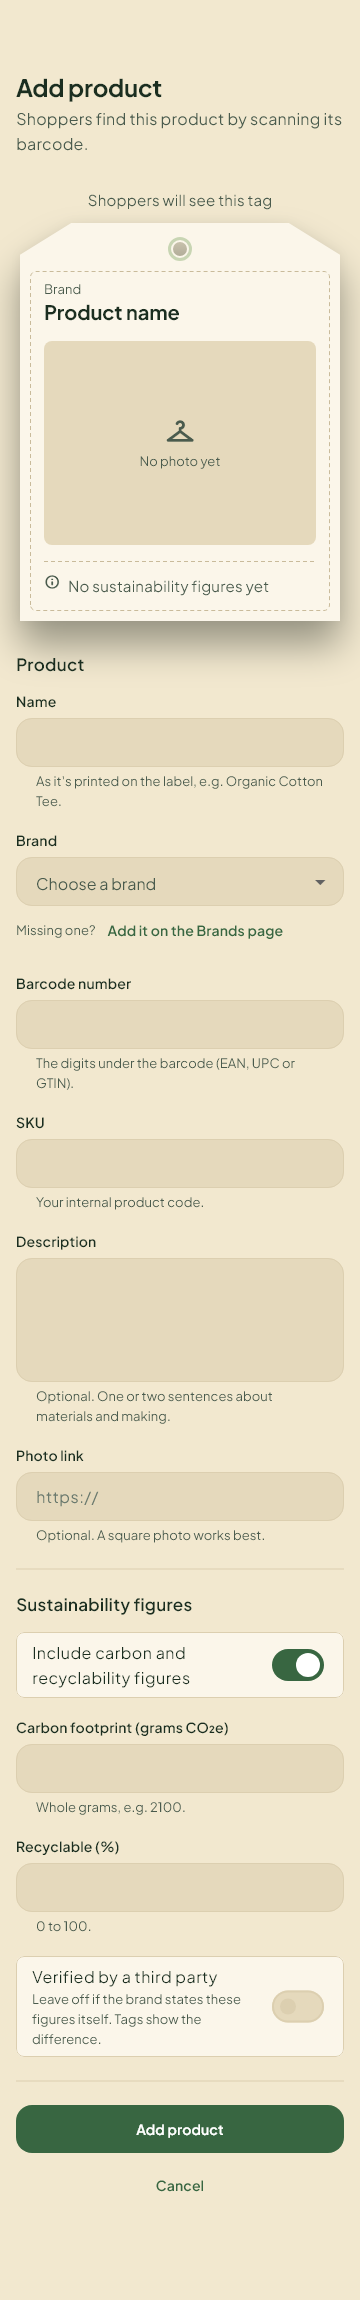 Add product
Shoppers find this product by scanning its
barcode.
Shoppers will see this tag
Brand
Product name
No photo yet
No sustainability figures yet
Product
Name
As it's printed on the label, e.g. Organic Cotton
Tee.
Brand
Choose a brand
Missing one? Add it on the Brands page
Barcode number
The digits under the barcode (EAN, UPC or
GTIN).
SKU
Your internal product code.
Description
Optional. One or two sentences about
materials and making.
Photo link
https://
Optional. A square photo works best.
Sustainability figures
Include carbon and
recyclability figures
Carbon footprint (grams CO₂e)
Whole grams, e.g. 2100.
Recyclable (%)
0 to 100.
Verified by a third party
Leave off if the brand states these
figures itself. Tags show the
difference.
Add product
Cancel